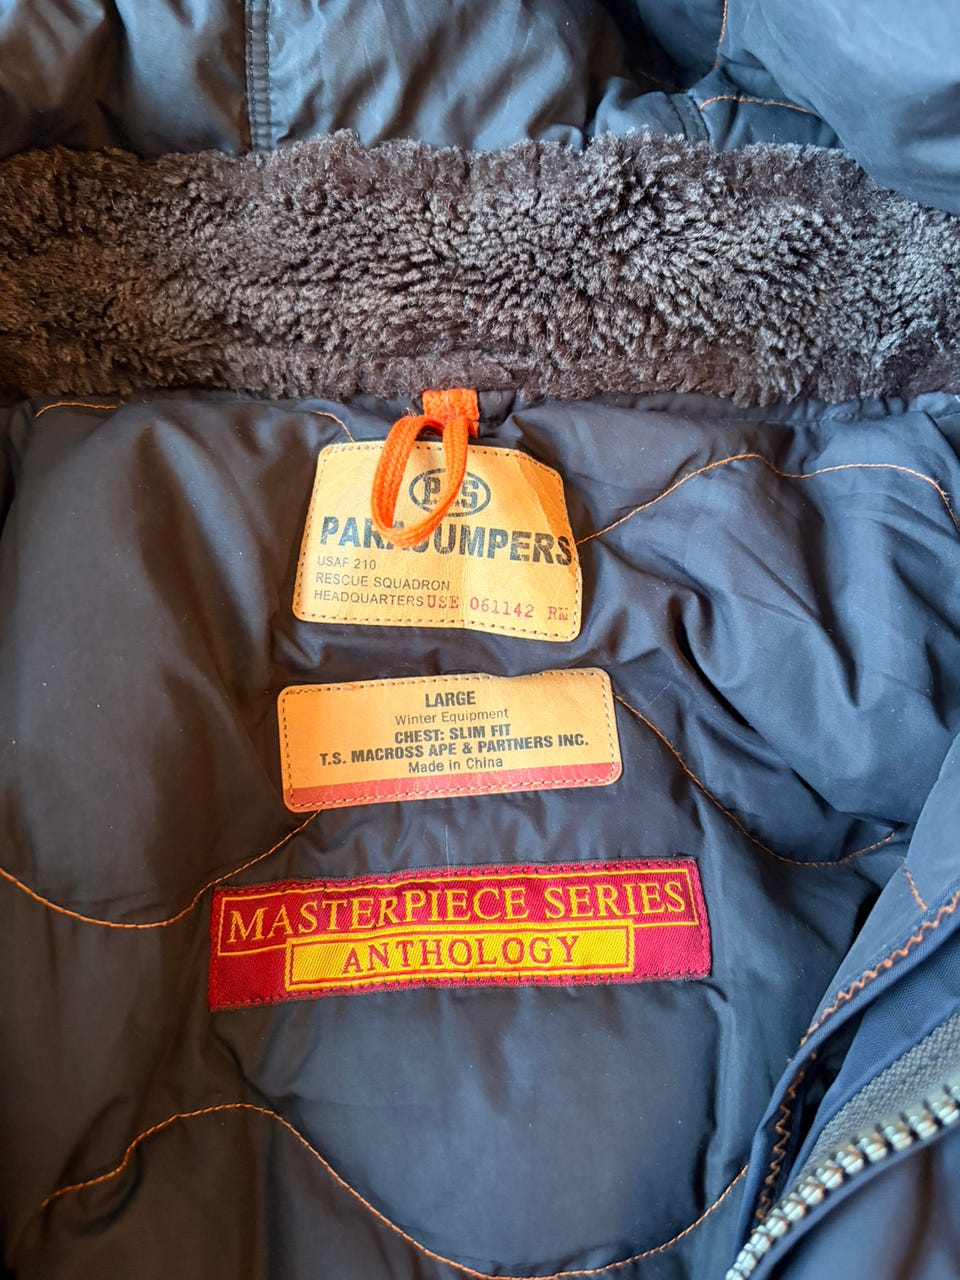 PJS
PARAJUMPERS
USAF 210
RESCUE SQUADRON
HEADQUARTERS USE 061142 RM
LARGE
Winter Equipment
CHEST: SLIM FIT
T.S. MACROSS APE & PARTNERS INC.
Made in China
MASTERPIECE SERIES
ANTHOLOGY